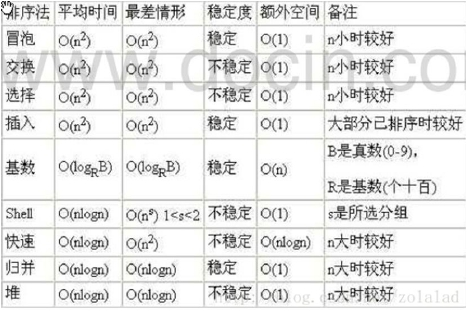 排序法 平均时间 最差情形 稳定度 额外空间 备注
冒泡 O(n2) O(n2) 稳定 O(1) n小时较好
交换 O(n2) O(n2) 不稳定 O(1) n小时较好
选择 O(n2) O(n2) 不稳定 O(1) n小时较好
插入 O(n2) O(n2) 稳定 O(1) 大部分已排序时较好
基数 O(logRB) O(logRB) 稳定 O(n) B是真数(0-9),
R是基数(个十百)
Shell O(nlogn) O(ns) 1<s<2 不稳定 O(1) s是所选分组
快速 O(nlogn) O(n2) 不稳定 O(nlogn) n大时较好
归并 O(nlogn) O(nlogn) 稳定 O(1) n大时较好
堆 O(nlogn) O(nlogn) 不稳定 O(1) n大时较好
www.docin.co